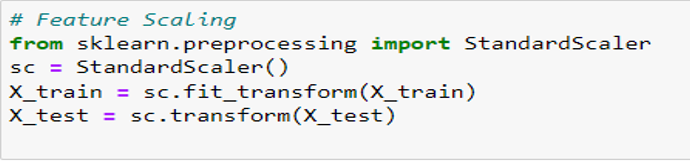 # Feature Scaling
from sklearn.preprocessing import StandardScaler
sc = StandardScaler()
X_train = sc.fit_transform(X_train)
X_test = sc.transform(X_test)